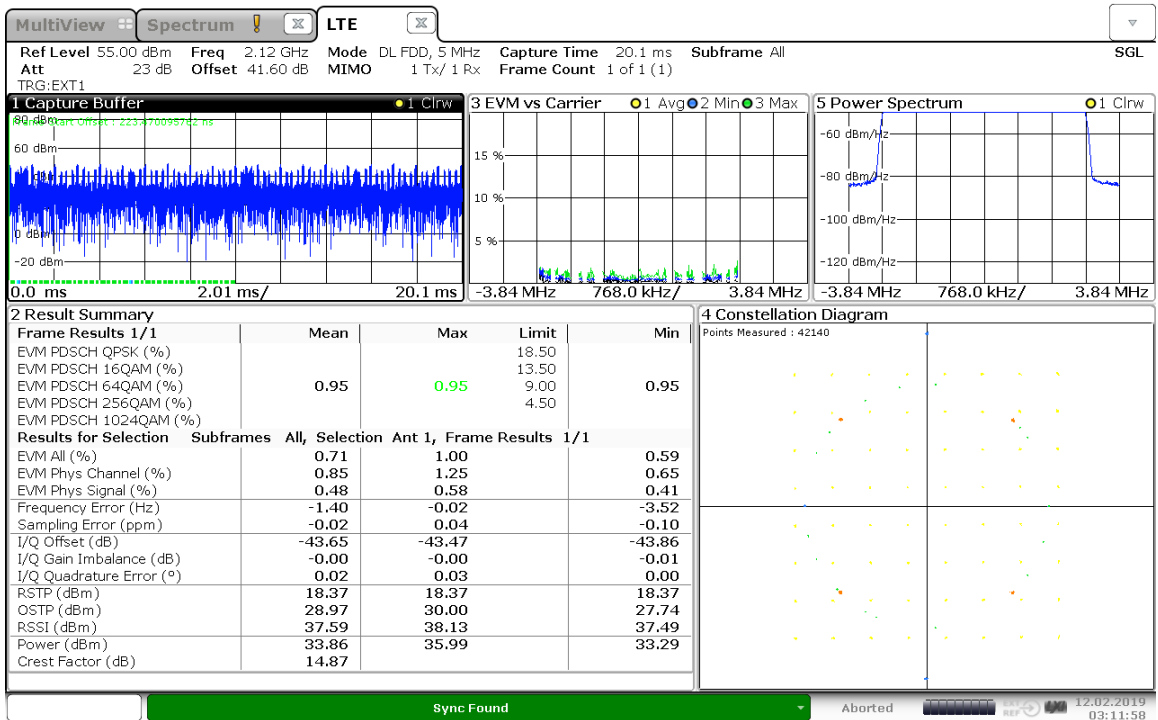 MultiView Spectrum ! X LTE X
Ref Level 55.00 dBm Freq 2.12 GHz Mode DL FDD, 5 MHz Capture Time 20.1 ms Subframe All SGL
Att 23 dB Offset 41.60 dB MIMO 1 Tx/ 1 Rx Frame Count 1 of 1 (1)
TRG:EXT1
1 Capture Buffer 1 Clrw
80 dBm
Frame Start Offset : 223.470095762 ns
60 dBm
0 dBm
-20 dBm
0.0 ms 2.01 ms/ 20.1 ms
3 EVM vs Carrier 1 Avg 2 Min 3 Max
15 %
10 %
5 %
-3.84 MHz 768.0 kHz/ 3.84 MHz
5 Power Spectrum 1 Clrw
-60 dBm/Hz
-80 dBm/Hz
-100 dBm/Hz
-120 dBm/Hz
-3.84 MHz 768.0 kHz/ 3.84 MHz
2 Result Summary
Frame Results 1/1 Mean Max Limit Min
EVM PDSCH QPSK (%) 18.50
EVM PDSCH 16QAM (%) 13.50
EVM PDSCH 64QAM (%) 0.95 0.95 9.00 0.95
EVM PDSCH 256QAM (%) 4.50
EVM PDSCH 1024QAM (%)
Results for Selection Subframes All, Selection Ant 1, Frame Results 1/1
EVM All (%) 0.71 1.00 0.59
EVM Phys Channel (%) 0.85 1.25 0.65
EVM Phys Signal (%) 0.48 0.58 0.41
Frequency Error (Hz) -1.40 -0.02 -3.52
Sampling Error (ppm) -0.02 0.04 -0.10
I/Q Offset (dB) -43.65 -43.47 -43.86
I/Q Gain Imbalance (dB) -0.00 -0.00 -0.01
I/Q Quadrature Error (°) 0.02 0.03 0.00
RSTP (dBm) 18.37 18.37 18.37
OSTP (dBm) 28.97 30.00 27.74
RSSI (dBm) 37.59 38.13 37.49
Power (dBm) 33.86 35.99 33.29
Crest Factor (dB) 14.87
4 Constellation Diagram
Points Measured : 42140
Sync Found Aborted EXT REF 12.02.2019
03:11:58